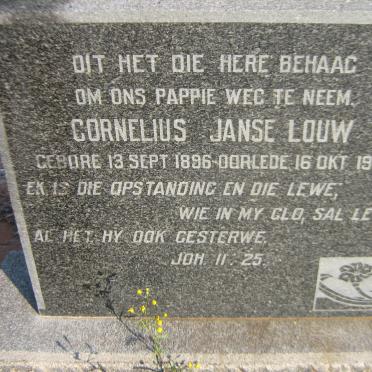 DIT HET DIE HERE BEHAAG
OM ONS PAPPIE WEG TE NEEM.
CORNELIUS JANSE LOUW
GEBORE 13 SEPT 1896-OORLEDE 16 OKT 19
EK IS DIE OPSTANDING EN DIE LEWE;
WIE IN MY GLO, SAL LE
AL HET HY OOK GESTERWE.
JOH. 11. 25.